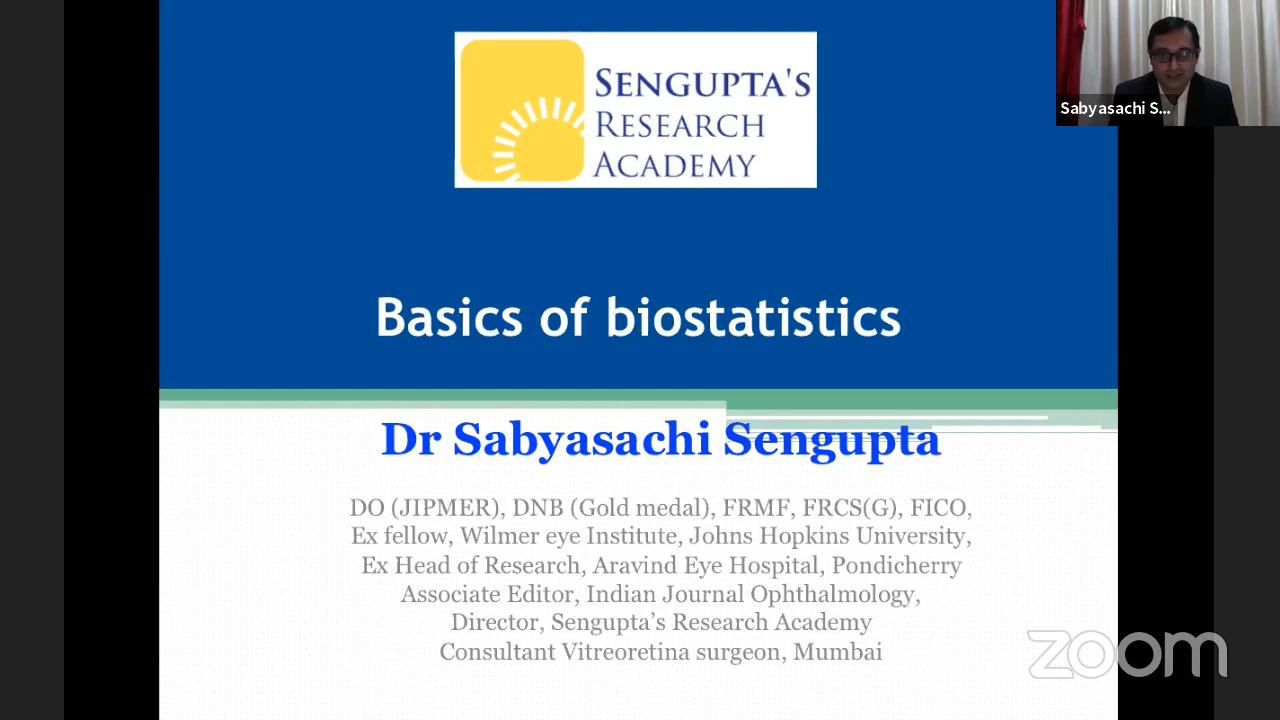 SENGUPTA'S
RESEARCH
ACADEMY
Sabyasachi S...
Basics of biostatistics
Dr Sabyasachi Sengupta
DO (JIPMER), DNB (Gold medal), FRMF, FRCS(G), FICO,
Ex fellow, Wilmer eye Institute, Johns Hopkins University,
Ex Head of Research, Aravind Eye Hospital, Pondicherry
Associate Editor, Indian Journal Ophthalmology,
Director, Sengupta’s Research Academy
Consultant Vitreoretina surgeon, Mumbai
zoom